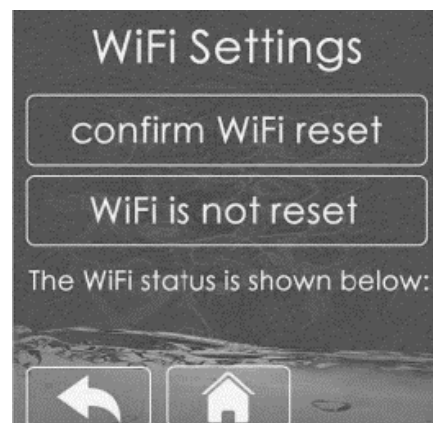 WiFi Settings
confirm WiFi reset
WiFi is not reset
The WiFi status is shown below: